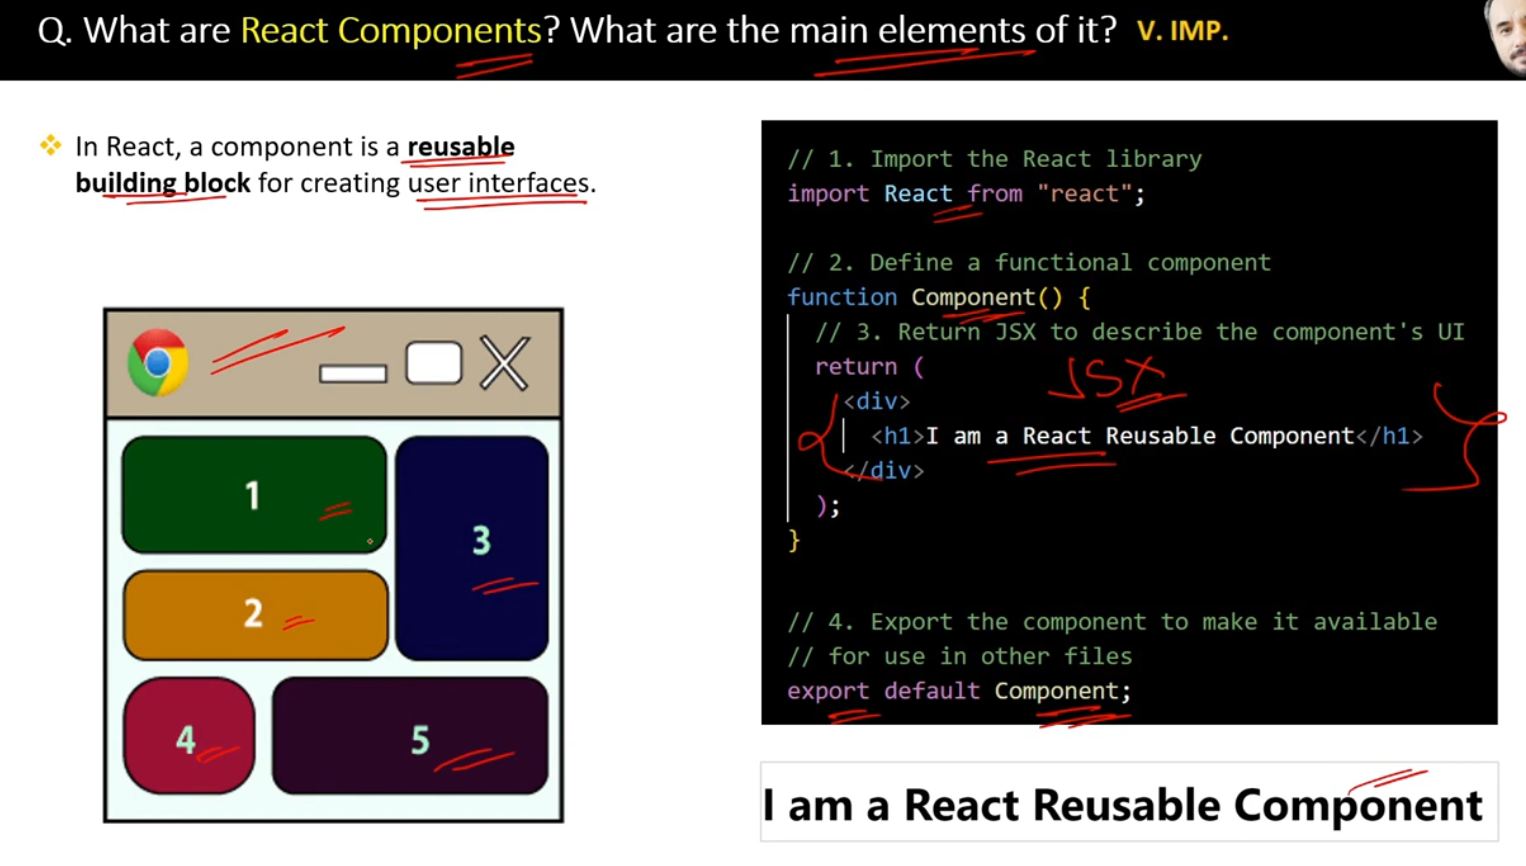 Q. What are React Components? What are the main elements of it? V. IMP.
In React, a component is a reusable
building block for creating user interfaces.
1
2
3
4
5
// 1. Import the React library
import React from "react";
// 2. Define a functional component
function Component() {
// 3. Return JSX to describe the component's UI
return (
JSX
<div>
<h1>I am a React Reusable Component</h1>
</div>
);
}
// 4. Export the component to make it available
// for use in other files
export default Component;
I am a React Reusable Component